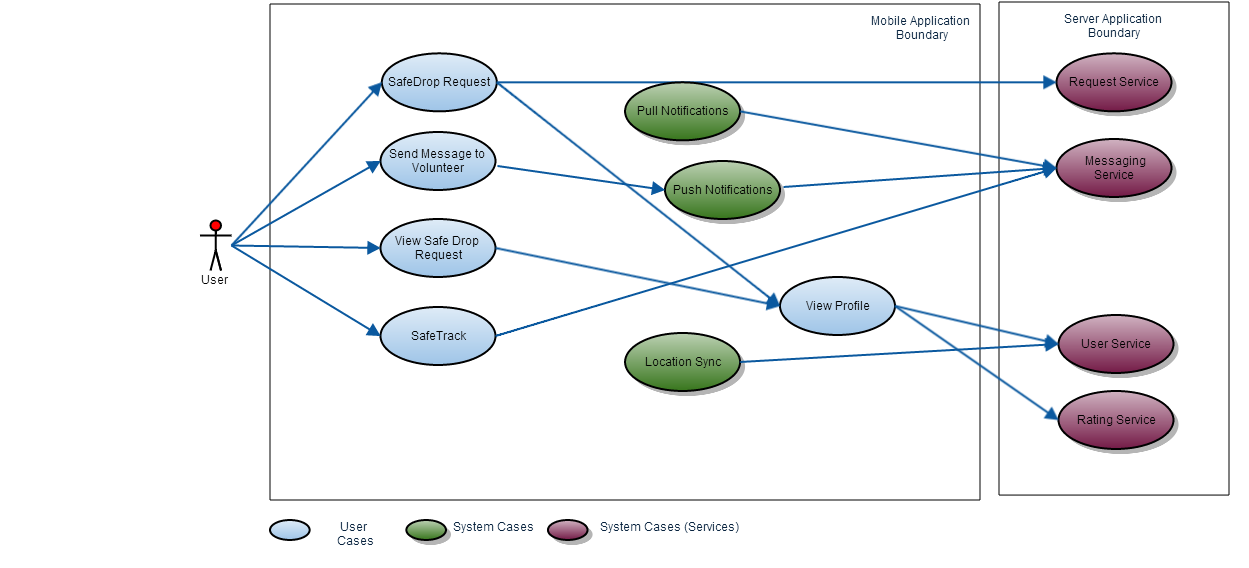 Mobile Application
Boundary
Server Application
Boundary
SafeDrop Request
Request Service
Pull Notifications
Send Message to
Volunteer
Messaging
Service
Push Notifications
View Safe Drop
Request
User
View Profile
SafeTrack
User Service
Location Sync
Rating Service
User
Cases
System Cases
System Cases (Services)